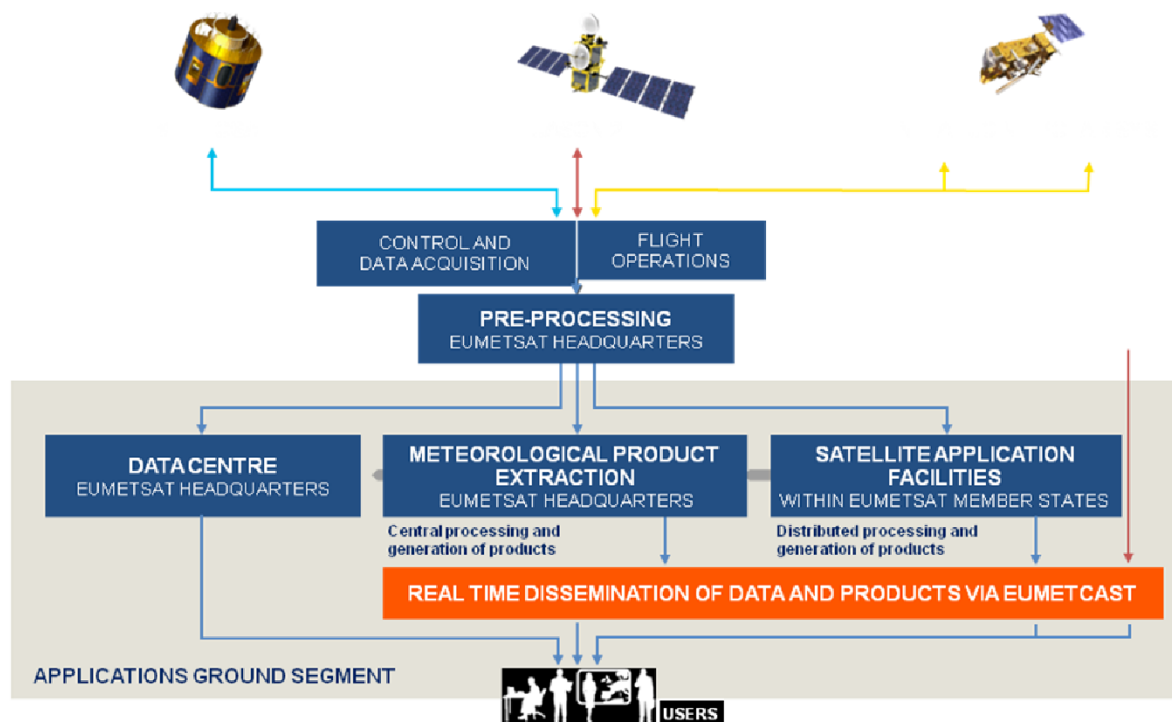 CONTROL AND
DATA ACQUISITION
FLIGHT
OPERATIONS
PRE-PROCESSING
EUMETSAT HEADQUARTERS
DATA CENTRE
EUMETSAT HEADQUARTERS
METEOROLOGICAL PRODUCT
EXTRACTION
EUMETSAT HEADQUARTERS
SATELLITE APPLICATION
FACILITIES
WITHIN EUMETSAT MEMBER STATES
Central processing and
generation of products
Distributed processing and
generation of products
REAL TIME DISSEMINATION OF DATA AND PRODUCTS VIA EUMETCAST
APPLICATIONS GROUND SEGMENT
USERS